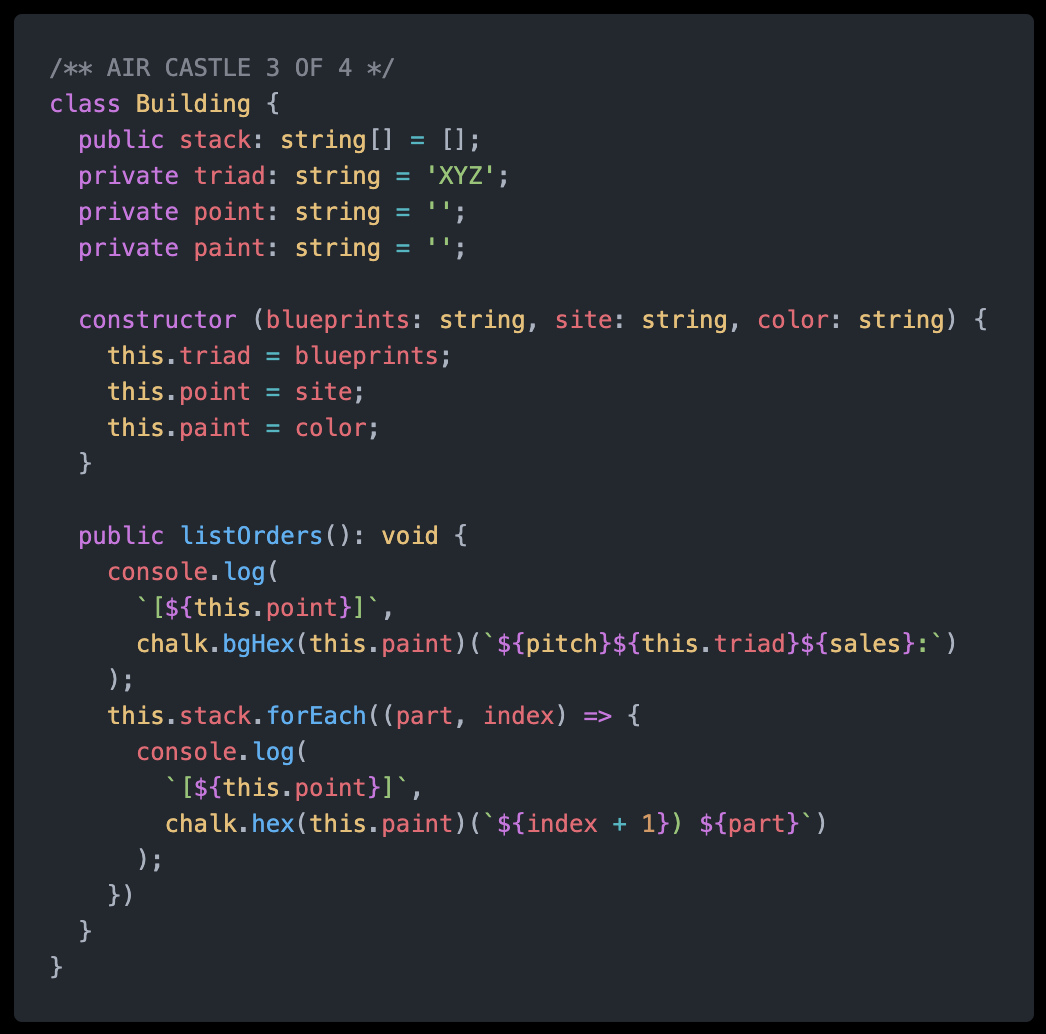 /** AIR CASTLE 3 OF 4 */
class Building {
  public stack: string[] = [];
  private triad: string = 'XYZ';
  private point: string = '';
  private paint: string = '';

  constructor (blueprints: string, site: string, color: string) {
    this.triad = blueprints;
    this.point = site;
    this.paint = color;
  }

  public listOrders(): void {
    console.log(
      `[${this.point}]`,
      chalk.bgHex(this.paint)(`${pitch}${this.triad}${sales}:`)
    );
    this.stack.forEach((part, index) => {
      console.log(
        `[${this.point}]`,
        chalk.hex(this.paint)(`${index + 1}) ${part}`)
      );
    })
  }
}